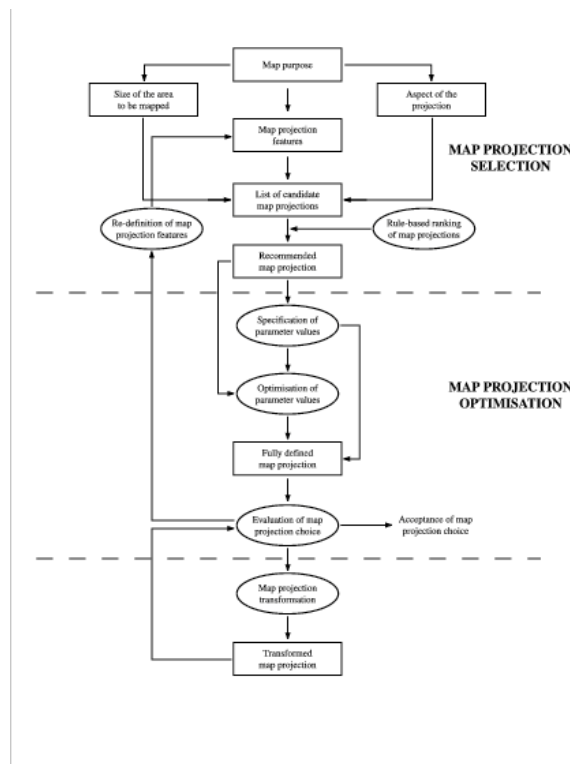 Map purpose
Size of the area
to be mapped
Aspect of the
projection
Map projection
features
MAP PROJECTION
SELECTION
List of candidate
map projections
Re-definition of map
projection features
Rule-based ranking
of map projections
Recommended
map projection
Specification of
parameter values
Optimisation of
parameter values
MAP PROJECTION
OPTIMISATION
Fully defined
map projection
Evaluation of map
projection choice
Acceptance of map
projection choice
Map projection
transformation
Transformed
map projection